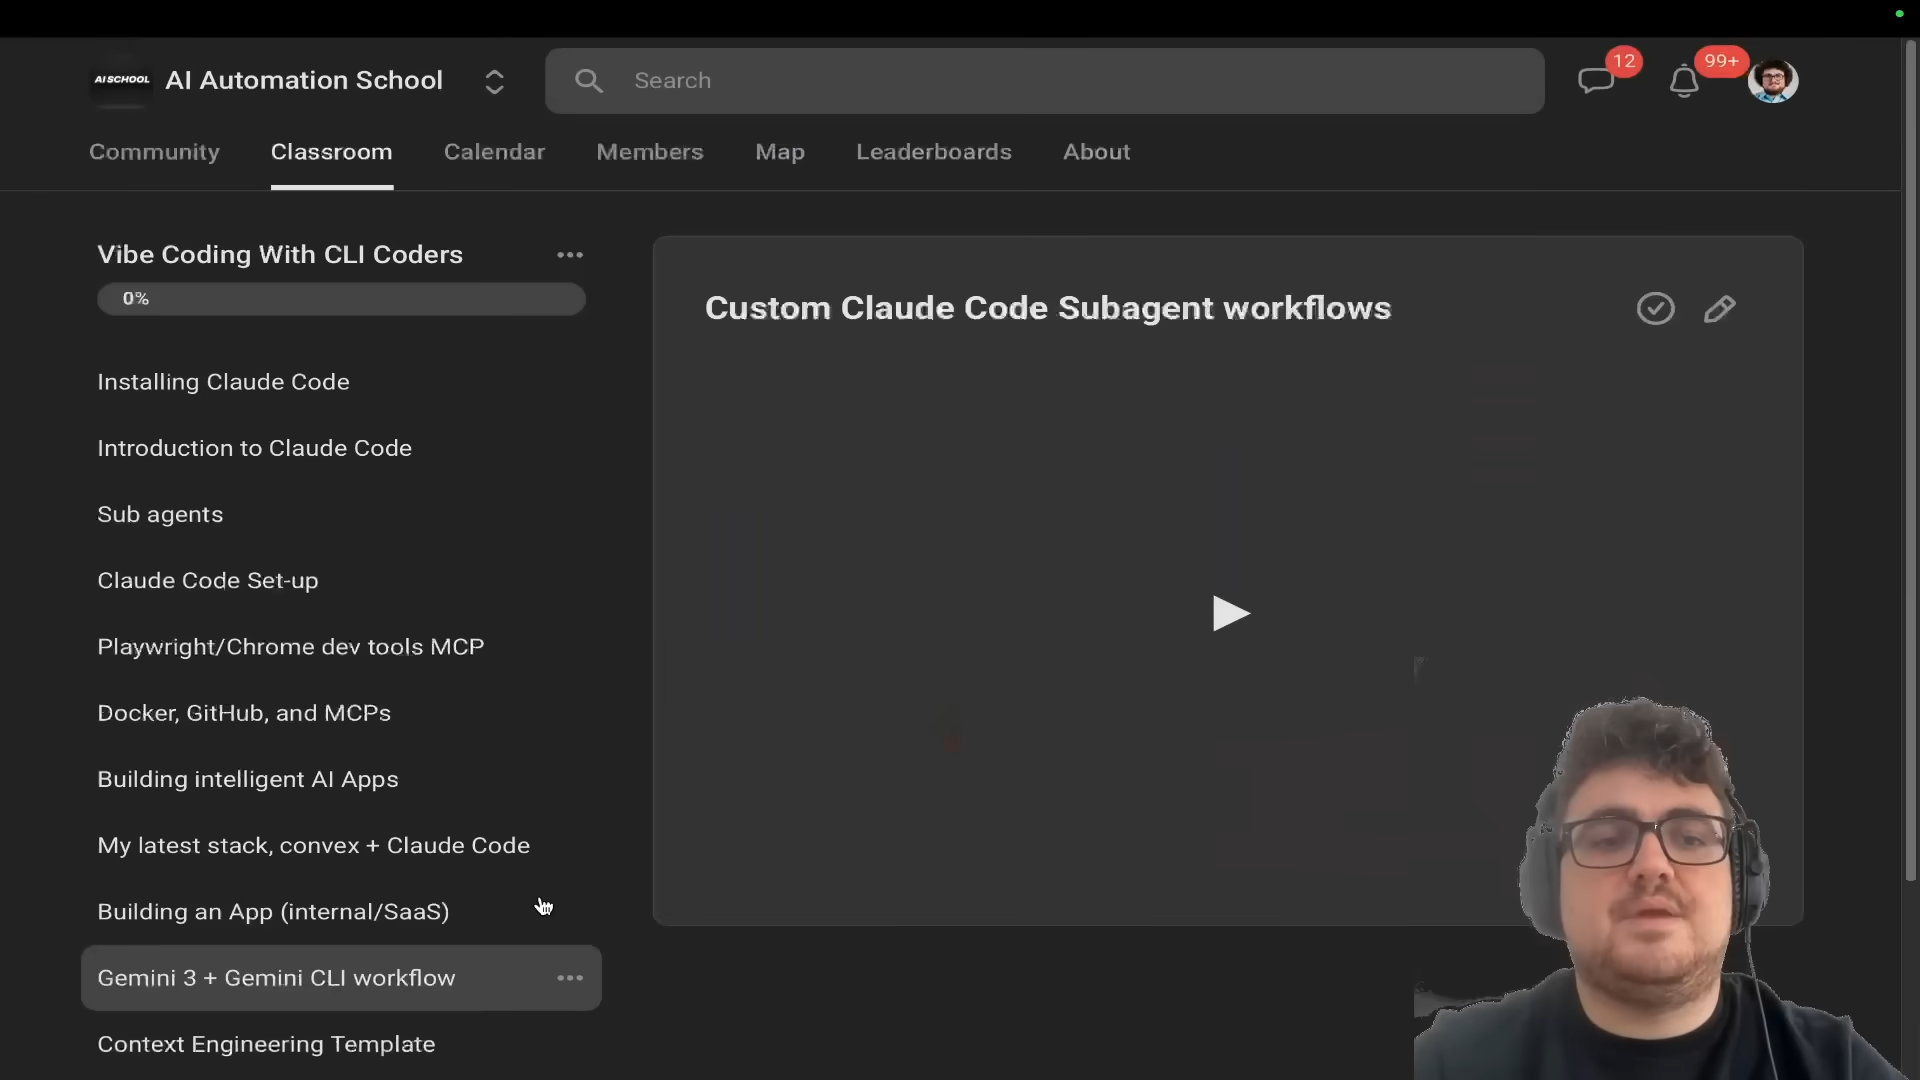 AI SCHOOL
AI Automation School
Search
12
99+
Community
Classroom
Calendar
Members
Map
Leaderboards
About
Vibe Coding With CLI Coders
0%
Installing Claude Code
Introduction to Claude Code
Sub agents
Claude Code Set-up
Playwright/Chrome dev tools MCP
Docker, GitHub, and MCPs
Building intelligent AI Apps
My latest stack, convex + Claude Code
Building an App (internal/SaaS)
Gemini 3 + Gemini CLI workflow
Context Engineering Template
Custom Claude Code Subagent workflows